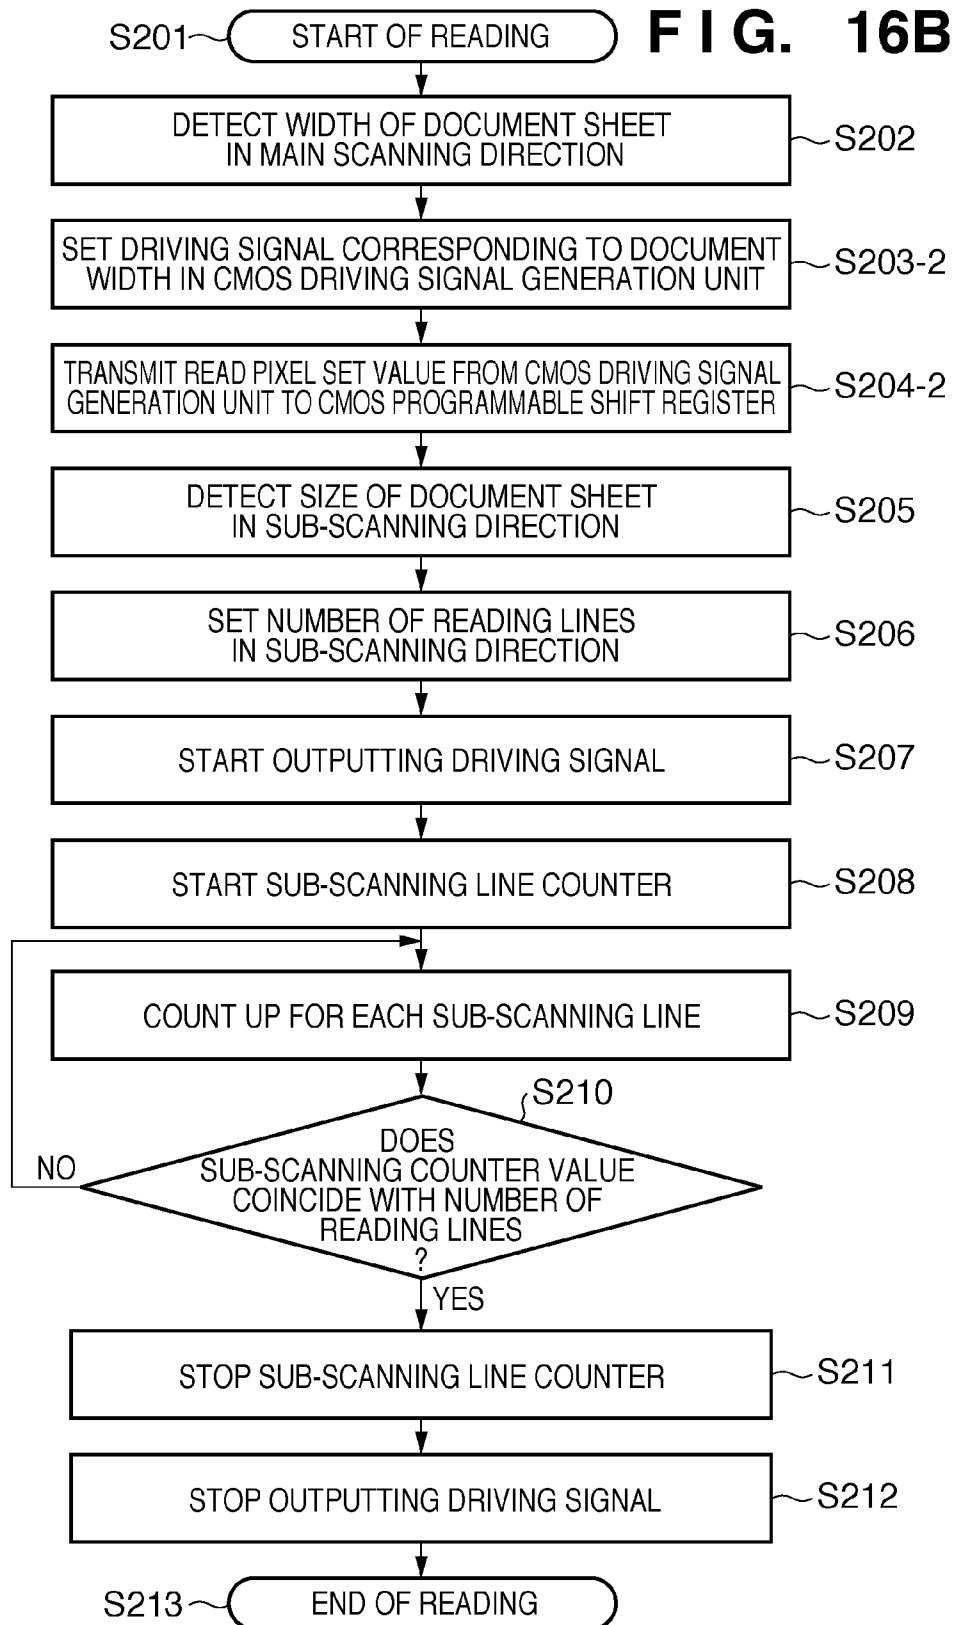 FIG. 16B
S201
START OF READING
DETECT WIDTH OF DOCUMENT SHEET
IN MAIN SCANNING DIRECTION
S202
SET DRIVING SIGNAL CORRESPONDING TO DOCUMENT
WIDTH IN CMOS DRIVING SIGNAL GENERATION UNIT
S203-2
TRANSMIT READ PIXEL SET VALUE FROM CMOS DRIVING SIGNAL
GENERATION UNIT TO CMOS PROGRAMMABLE SHIFT REGISTER
S204-2
DETECT SIZE OF DOCUMENT SHEET
IN SUB-SCANNING DIRECTION
S205
SET NUMBER OF READING LINES
IN SUB-SCANNING DIRECTION
S206
START OUTPUTTING DRIVING SIGNAL
S207
START SUB-SCANNING LINE COUNTER
S208
COUNT UP FOR EACH SUB-SCANNING LINE
S209
S210
DOES
SUB-SCANNING COUNTER VALUE
COINCIDE WITH NUMBER OF
READING LINES
?
NO
YES
STOP SUB-SCANNING LINE COUNTER
S211
STOP OUTPUTTING DRIVING SIGNAL
S212
S213
END OF READING